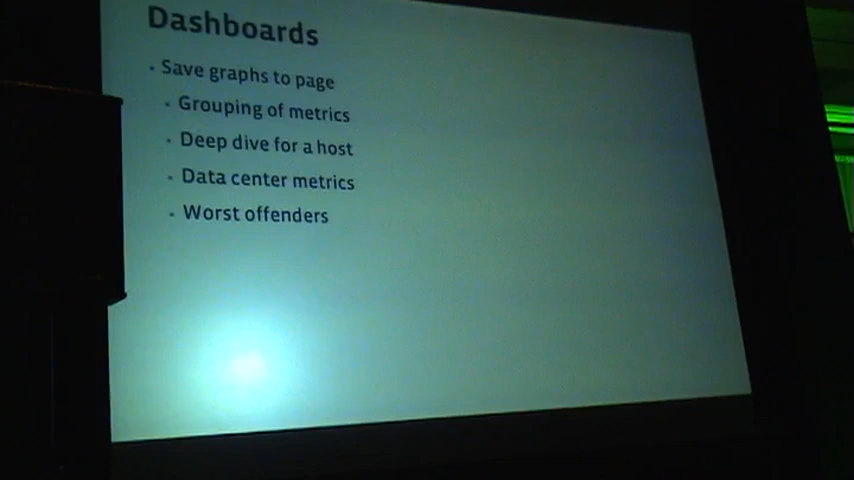 Dashboards
Save graphs to page
Grouping of metrics
Deep dive for a host
Data center metrics
Worst offenders